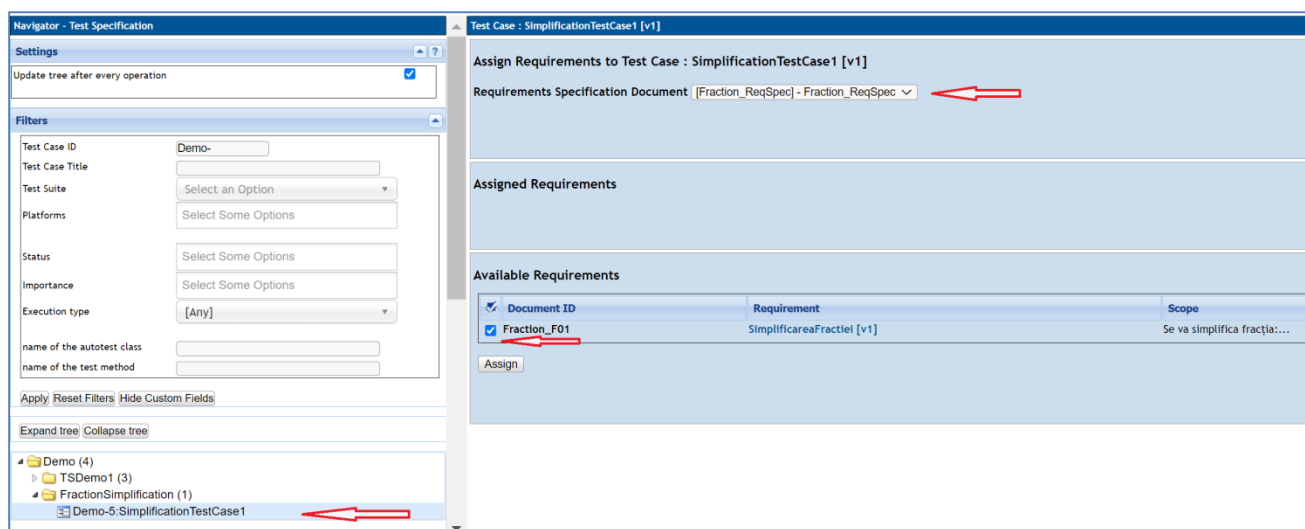 Navigator - Test Specification
Settings
?
Update tree after every operation
Filters
Test Case ID
Demo-
Test Case Title
Test Suite
Select an Option
Platforms
Select Some Options
Status
Select Some Options
Importance
Select Some Options
Execution type
[Any]
name of the autotest class
name of the test method
Apply Reset Filters Hide Custom Fields
Expand tree Collapse tree
Demo (4)
TSDemo1 (3)
FractionSimplification (1)
Demo-5:SimplificationTestCase1
Test Case : SimplificationTestCase1 [v1]
Assign Requirements to Test Case : SimplificationTestCase1 [v1]
Requirements Specification Document [Fraction_ReqSpec] - Fraction_ReqSpec
Assigned Requirements
Available Requirements
Document ID Requirement Scope
Fraction_F01 SimplificareaFractiei [v1] Se va simplifica fracția:...
Assign